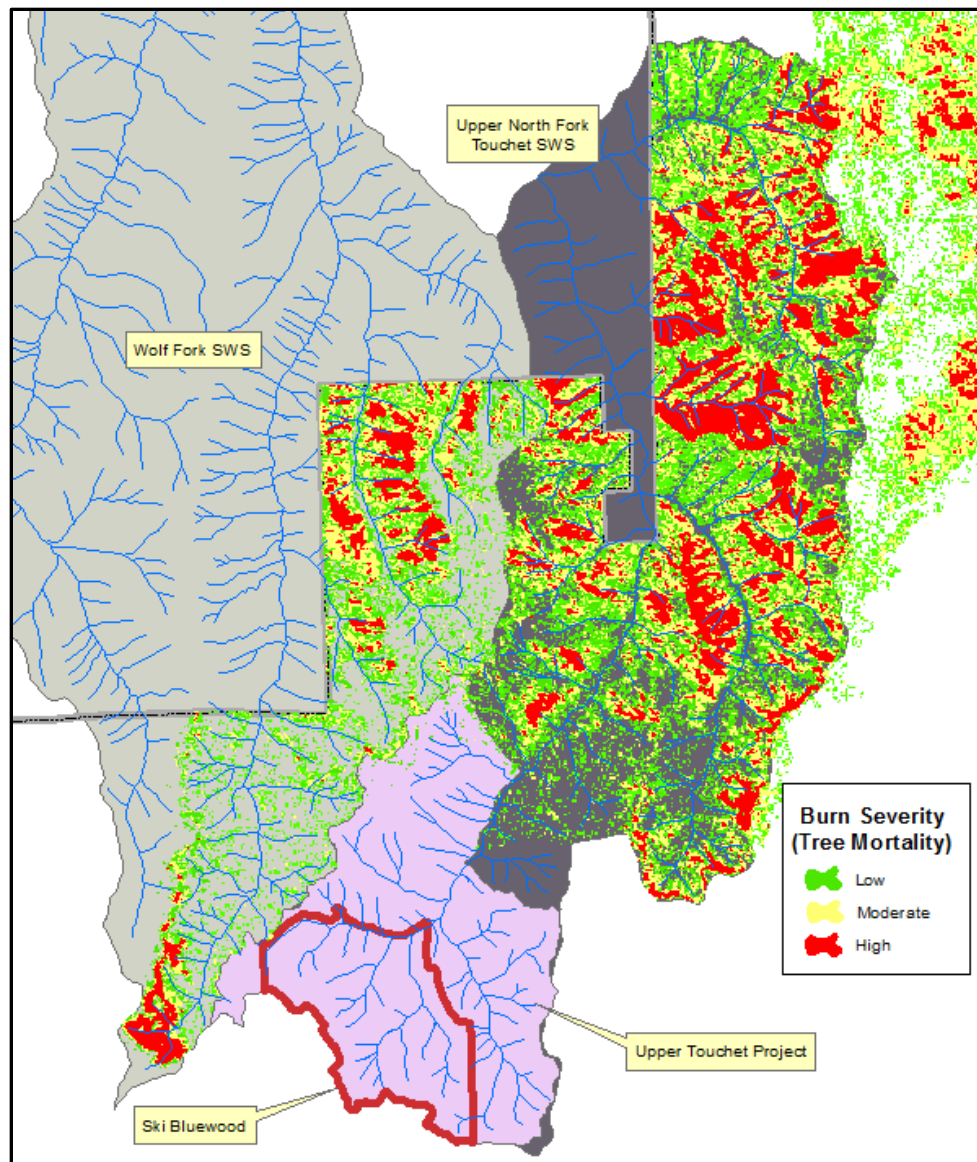 Upper North Fork
Touchet SWS
Wolf Fork SWS
Burn Severity
(Tree Mortality)
Low
Moderate
High
Upper Touchet Project
Ski Bluewood